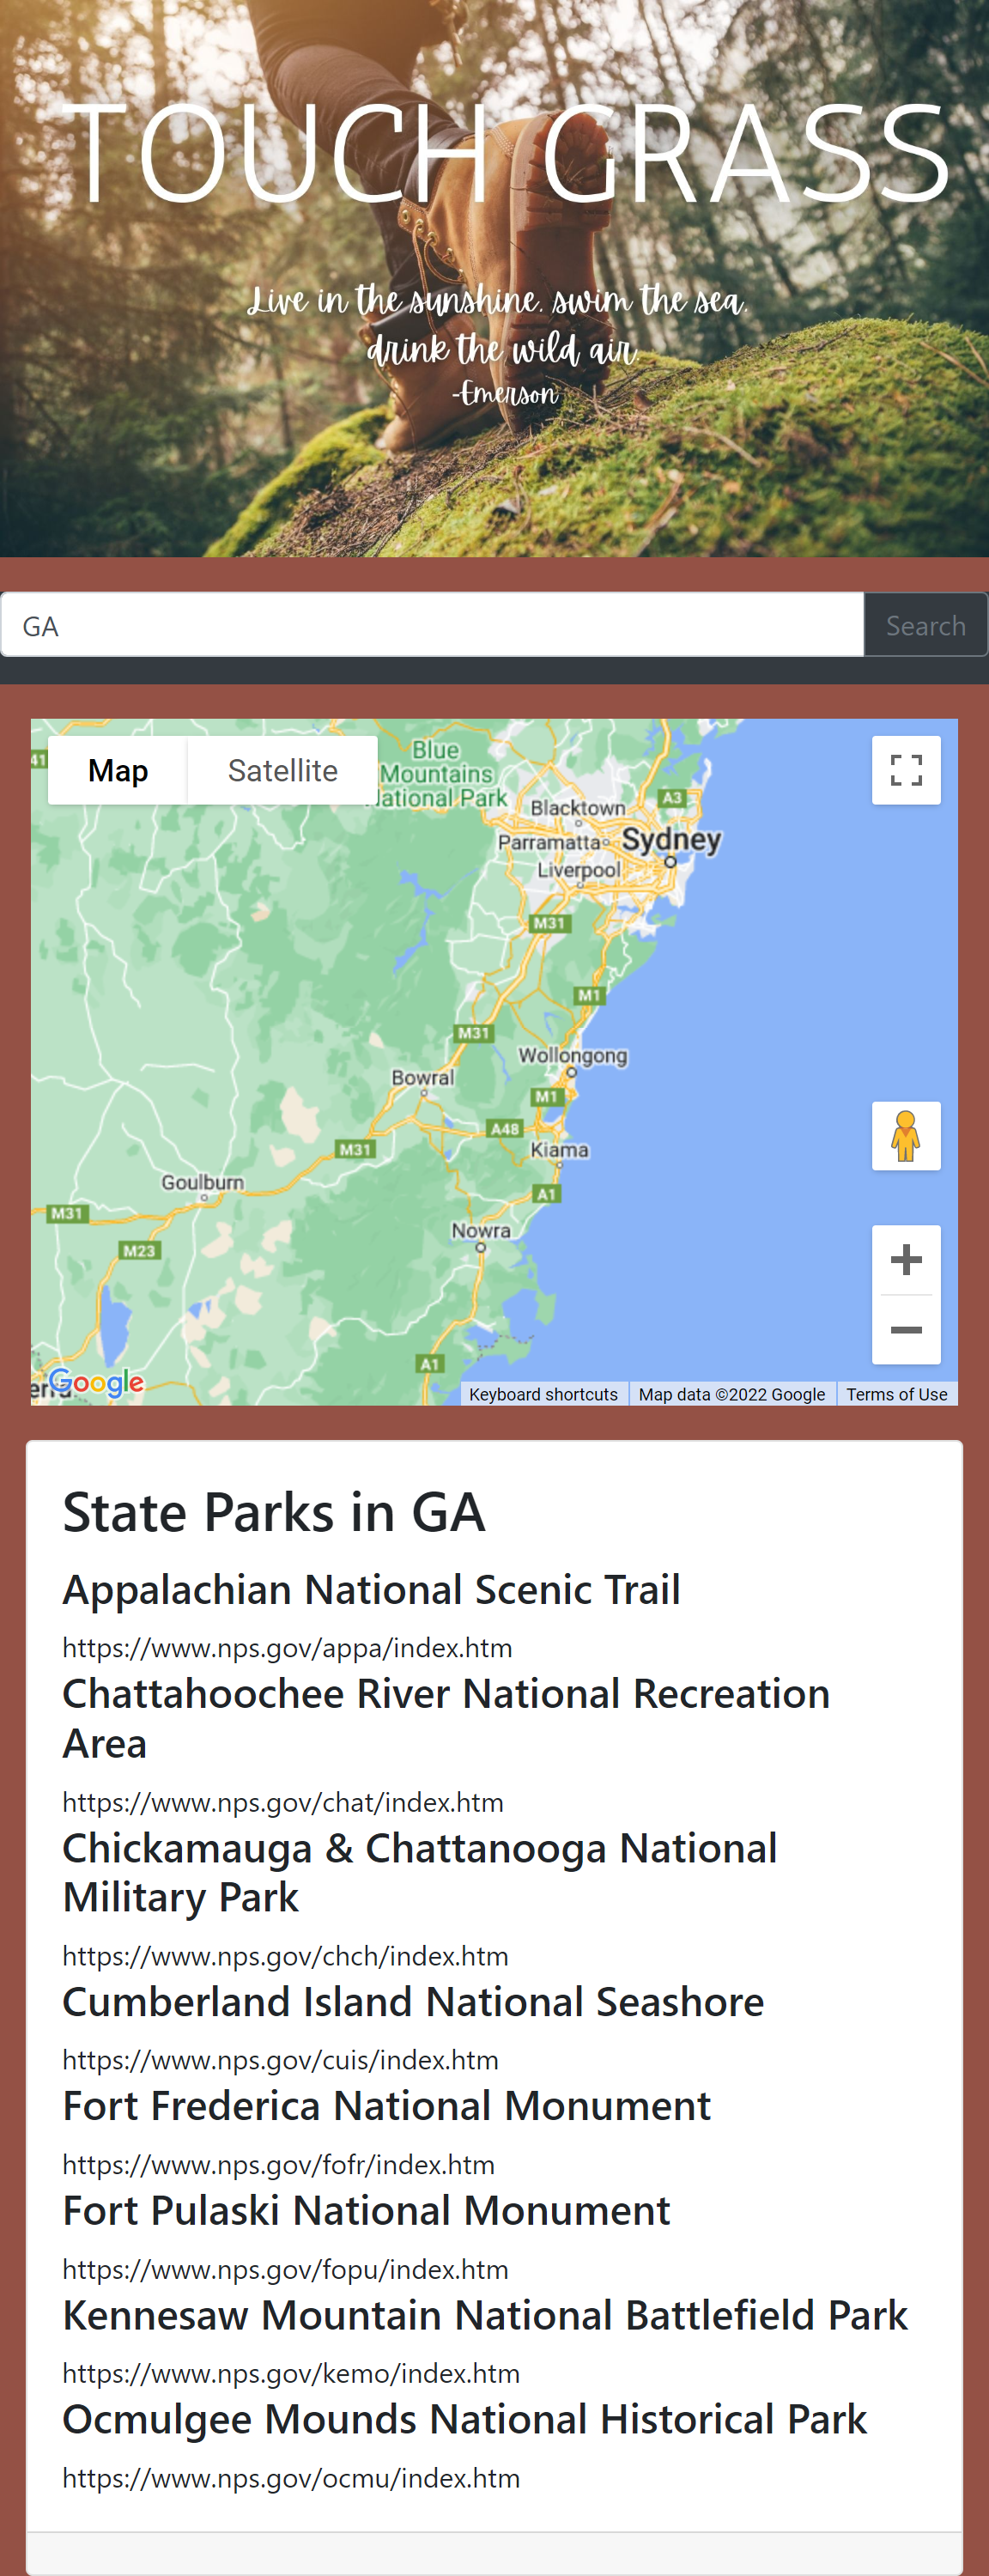 TOUCH GRASS
Live in the sunshine. swim the sea.
drink the wild air
-Emerson
GA
Search
Map
Satellite
41
Blue
Mountains
National Park
Blacktown
A3
Parramatta
Sydney
Liverpool
M31
M1
M31
Wollongong
Bowral
M1
A48
M31
Kiama
Goulburn
A1
M31
Nowra
M23
A1
Google
Keyboard shortcuts
Map data ©2022 Google
Terms of Use
State Parks in GA
Appalachian National Scenic Trail
https://www.nps.gov/appa/index.htm
Chattahoochee River National Recreation
Area
https://www.nps.gov/chat/index.htm
Chickamauga & Chattanooga National
Military Park
https://www.nps.gov/chch/index.htm
Cumberland Island National Seashore
https://www.nps.gov/cuis/index.htm
Fort Frederica National Monument
https://www.nps.gov/fofr/index.htm
Fort Pulaski National Monument
https://www.nps.gov/fopu/index.htm
Kennesaw Mountain National Battlefield Park
https://www.nps.gov/kemo/index.htm
Ocmulgee Mounds National Historical Park
https://www.nps.gov/ocmu/index.htm